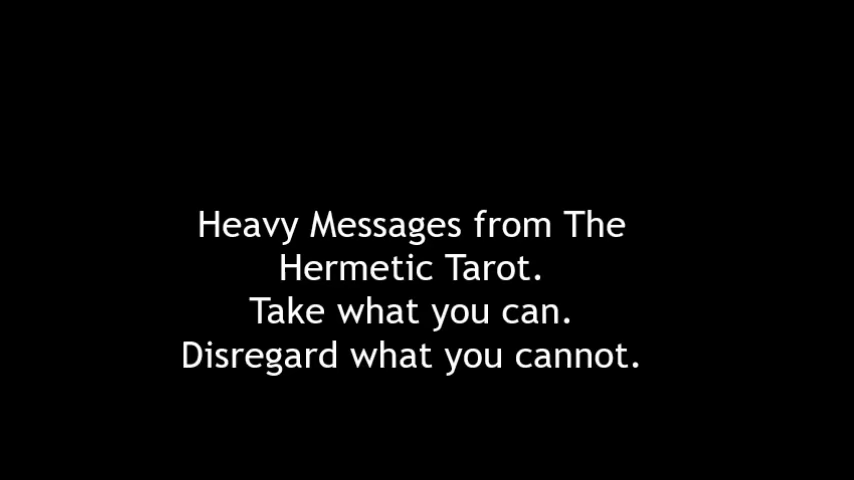 Heavy Messages from The
Hermetic Tarot.
Take what you can.
Disregard what you cannot.